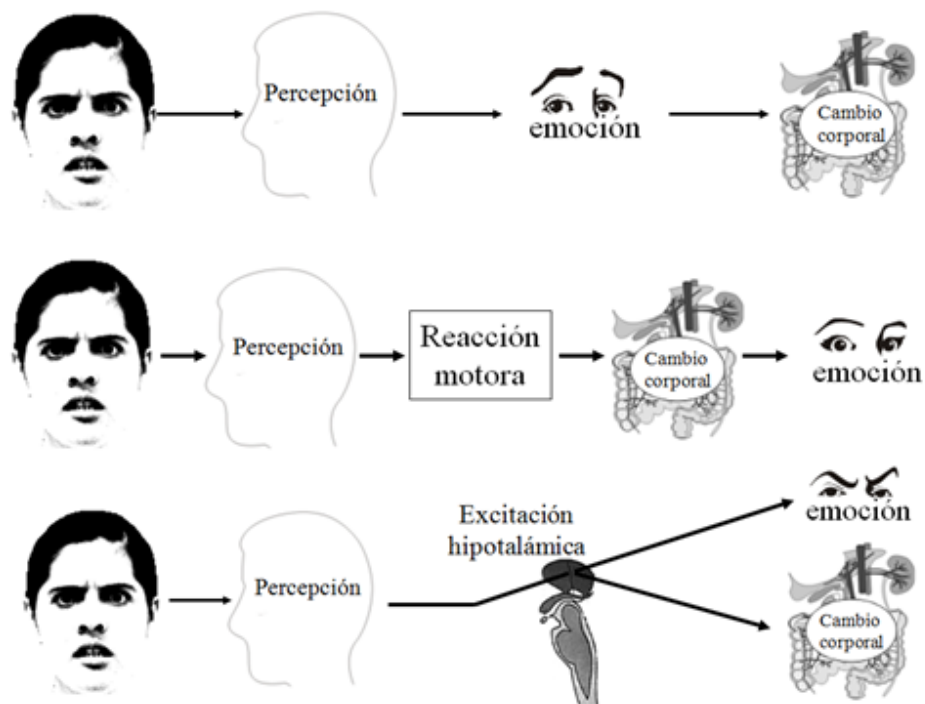 Percepción
emoción
Cambio
corporal
Percepción
Reacción
motora
Cambio
corporal
emoción
Excitación
hipotalámica
Percepción
emoción
Cambio
corporal